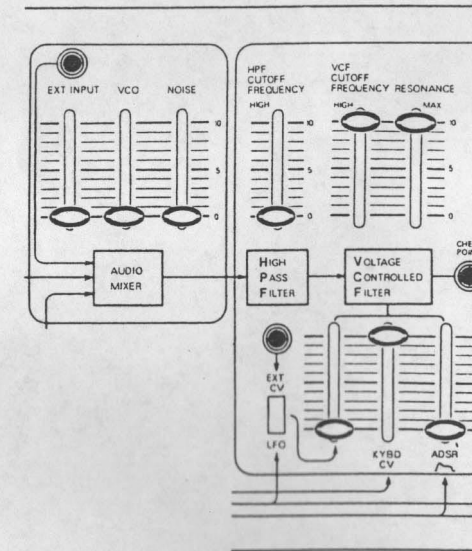 EXT INPUT
VCO
NOISE
10
5
0
AUDIO
MIXER
HPF
CUTOFF
FREQUENCY
HIGH
10
5
0
VCF
CUTOFF
FREQUENCY
HIGH
RESONANCE
MAX
10
5
0
HIGH
PASS
FILTER
VOLTAGE
CONTROLLED
FILTER
EXT
CV
LFO
KYBD
CV
ADSR